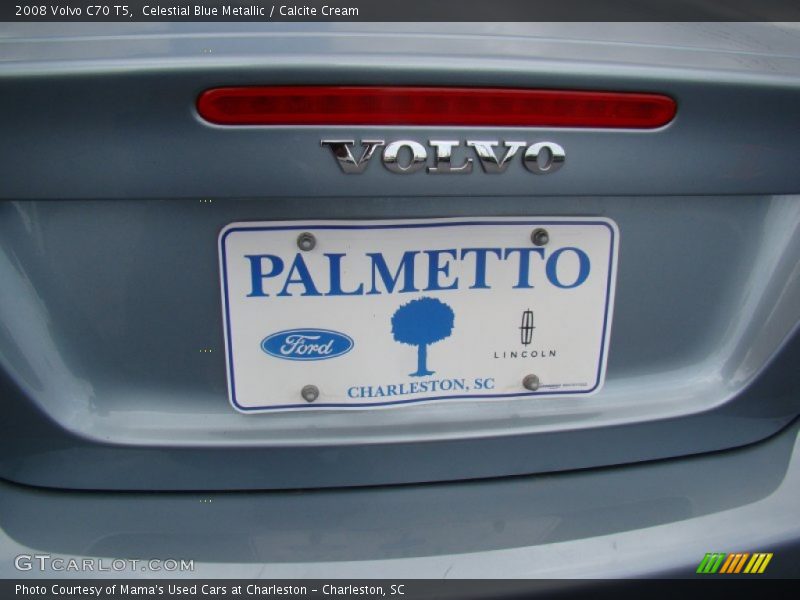 2008 Volvo C70 T5,  Celestial Blue Metallic / Calcite Cream
VOLVO
PALMETTO
Ford
LINCOLN
CHARLESTON, SC
GTCARLOT.COM
Photo Courtesy of Mama's Used Cars at Charleston - Charleston, SC